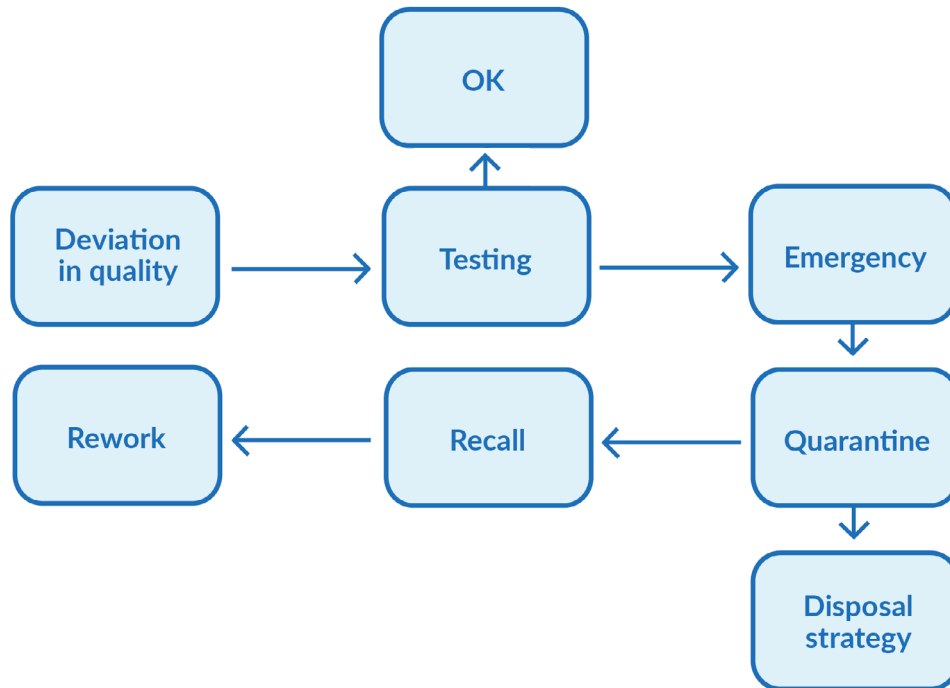 OK
Deviation
in quality
Testing
Emergency
Rework
Recall
Quarantine
Disposal
strategy